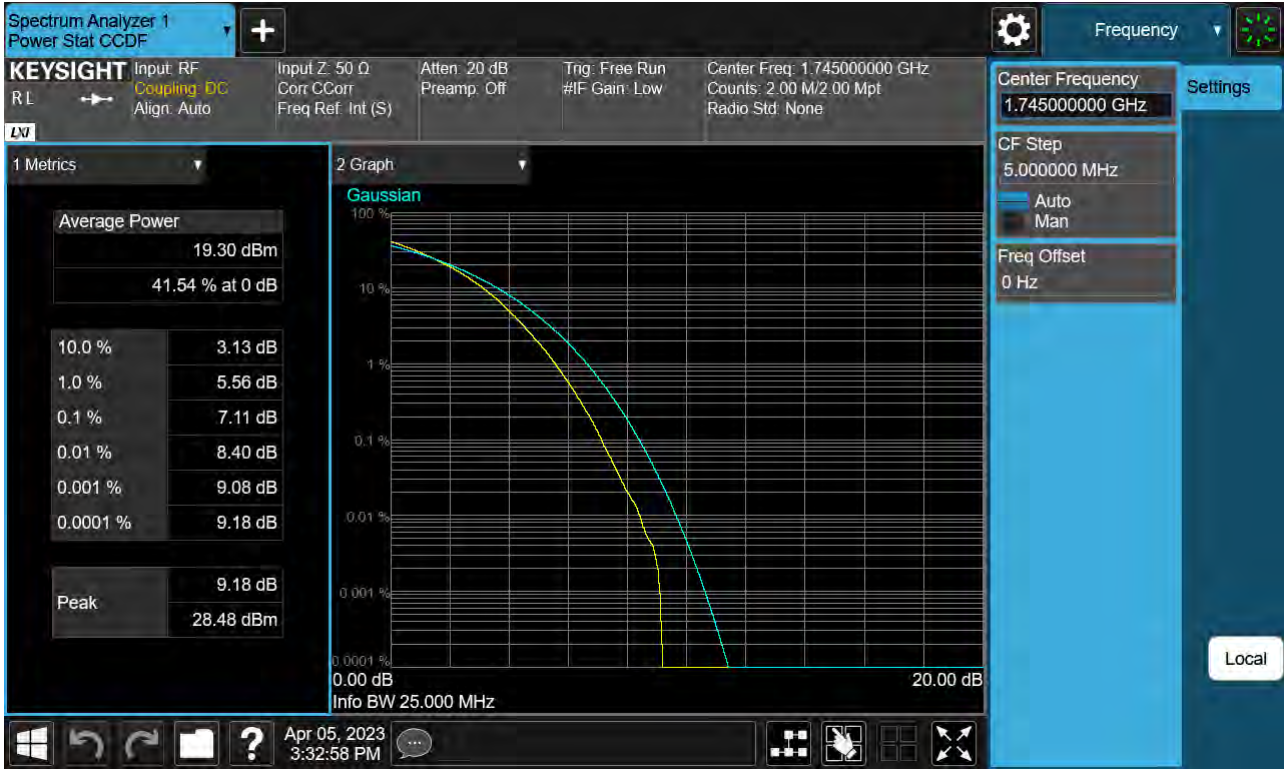 Spectrum Analyzer 1
Power Stat CCDF
Frequency
KEYSIGHT
R L
LXI
Input: RF
Coupling: DC
Align: Auto
Input Z: 50 Ω
Corr CCorr
Freq Ref: Int (S)
Atten: 20 dB
Preamp: Off
Trig: Free Run
#IF Gain: Low
Center Freq: 1.745000000 GHz
Counts: 2.00 M/2.00 Mpt
Radio Std: None
Center Frequency
1.745000000 GHz
Settings
CF Step
5.000000 MHz
Auto
Man
Freq Offset
0 Hz
Local
1 Metrics
Average Power
19.30 dBm
41.54 % at 0 dB
10.0 % 3.13 dB
1.0 % 5.56 dB
0.1 % 7.11 dB
0.01 % 8.40 dB
0.001 % 9.08 dB
0.0001 % 9.18 dB
Peak
9.18 dB
28.48 dBm
2 Graph
Gaussian
100 %
10 %
1 %
0.1 %
0.01 %
0.001 %
0.0001 %
0.00 dB 20.00 dB
Info BW 25.000 MHz
?
Apr 05, 2023
3:32:58 PM